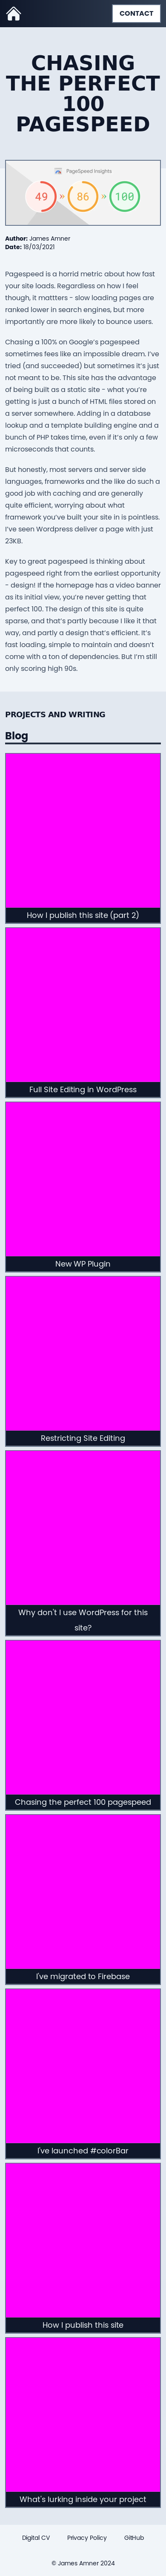 CONTACT
CHASING
THE PERFECT
100
PAGESPEED
PageSpeed Insights
49 » 86 » 100
Author: James Amner
Date: 18/03/2021
Pagespeed is a horrid metric about how fast
your site loads. Regardless on how I feel
though, it mattters - slow loading pages are
ranked lower in search engines, but more
importantly are more likely to bounce users.
Chasing a 100% on Google’s pagespeed
sometimes feels like an impossible dream. I’ve
tried (and succeeded) but sometimes it’s just
not meant to be. This site has the advantage
of being built as a static site - what you’re
getting is just a bunch of HTML files stored on
a server somewhere. Adding in a database
lookup and a template building engine and a
bunch of PHP takes time, even if it’s only a few
microseconds that counts.
But honestly, most servers and server side
languages, frameworks and the like do such a
good job with caching and are generally
quite efficient, worrying about what
framework you’ve built your site in is pointless.
I’ve seen Wordpress deliver a page with just
23KB.
Key to great pagespeed is thinking about
pagespeed right from the earliest opportunity
- design! If the homepage has a video banner
as its initial view, you’re never getting that
perfect 100. The design of this site is quite
sparse, and that’s partly because I like it that
way, and partly a design that’s efficient. It’s
fast loading, simple to maintain and doesn’t
come with a ton of dependencies. But I’m still
only scoring high 90s.
PROJECTS AND WRITING
Blog
How I publish this site (part 2)
Full Site Editing in WordPress
New WP Plugin
Restricting Site Editing
Why don't I use WordPress for this
site?
Chasing the perfect 100 pagespeed
I've migrated to Firebase
I've launched #colorBar
How I publish this site
What's lurking inside your project
Digital CV Privacy Policy GitHub
© James Amner 2024